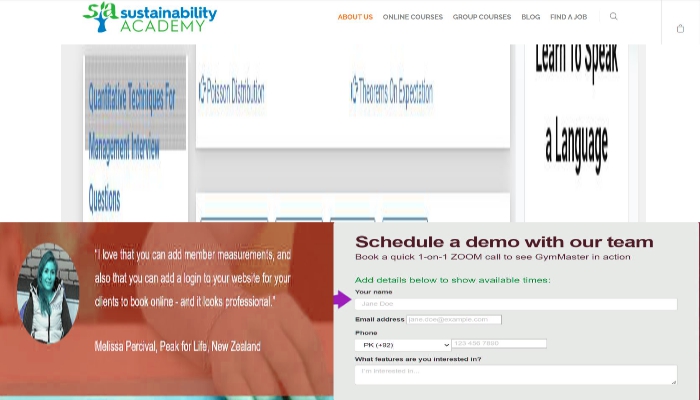 sustainability
ACADEMY
ABOUT US
ONLINE COURSES
GROUP COURSES
BLOG
FIND A JOB
Quantitative Techniques For
Management Interview
Questions
Poisson Distribution
Theorems On Expectation
Learn To Speak
a Language
"I love that you can add member measurements, and
also that you can add a login to your website for your
clients to book online - and it looks professional."
Melissa Percival, Peak for Life, New Zealand
Schedule a demo with our team
Book a quick 1-on-1 ZOOM call to see GymMaster in action
Add details below to show available times:
Your name
Jane Doe
Email address jane.doe@example.com
Phone
PK (+92) 123 456 7890
What features are you interested in?
I'm interested in...